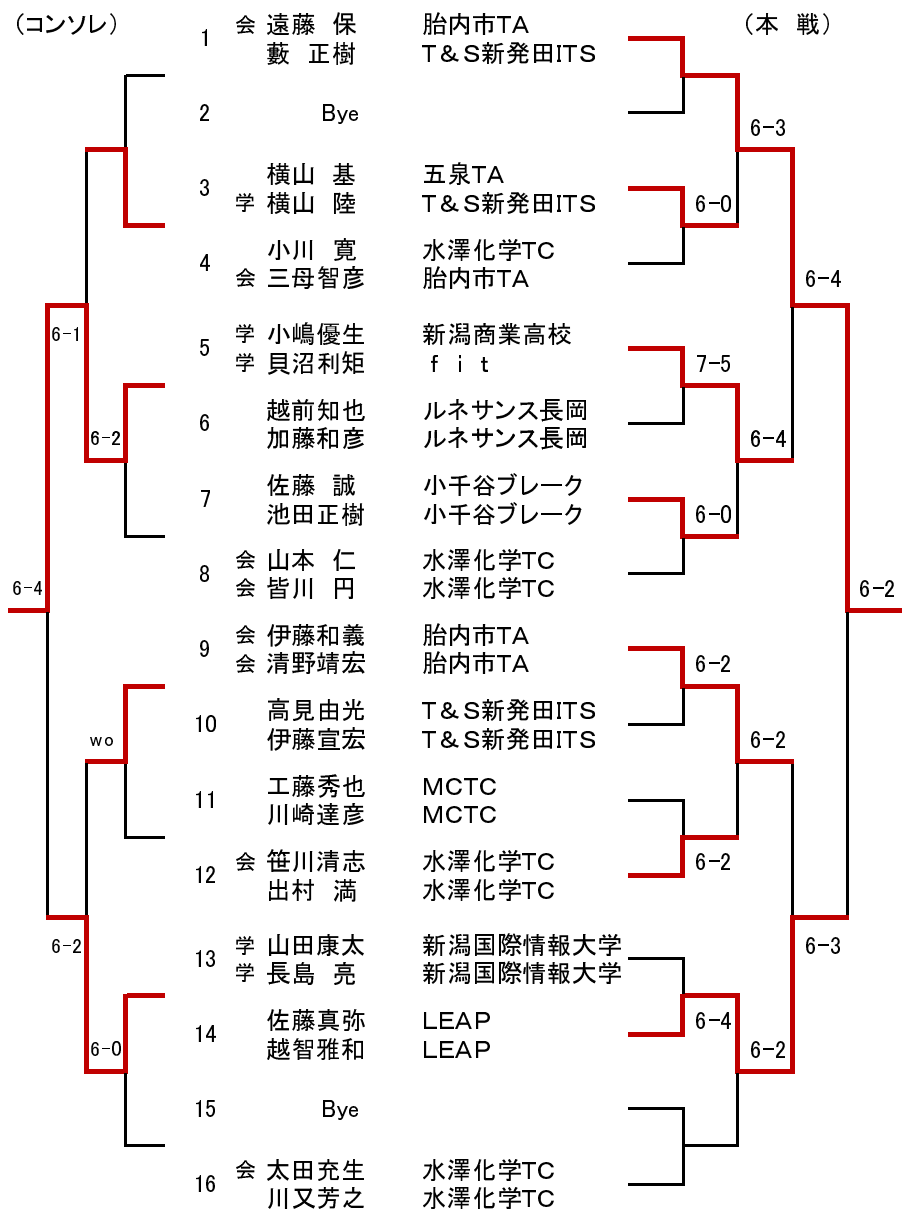 （コンソレ） （本　戦）
1 会 遠藤　保 胎内市TA
藪　正樹 T＆S新発田ITS
2 Bye
6-3
3 横山　基 五泉TA
学 横山　陸 T＆S新発田ITS 6-0
4 小川　寛 水澤化学TC
会 三母智彦 胎内市TA 6-4
6-1
5 学 小嶋優生 新潟商業高校
学 貝沼利矩 ｆｉｔ 7-5
6 越前知也 ルネサンス長岡
6-2 加藤和彦 ルネサンス長岡 6-4
7 佐藤　誠 小千谷ブレーク
池田正樹 小千谷ブレーク 6-0
8 会 山本　仁 水澤化学TC
6-4 会 皆川　円 水澤化学TC 6-2
9 会 伊藤和義 胎内市TA
会 清野靖宏 胎内市TA 6-2
10 高見由光 T＆S新発田ITS
wo 伊藤宣宏 T＆S新発田ITS 6-2
11 工藤秀也 MCTC
川崎達彦 MCTC
12 会 笹川清志 水澤化学TC 6-2
出村　満 水澤化学TC
6-2 13 学 山田康太 新潟国際情報大学 6-3
学 長島　亮 新潟国際情報大学
14 佐藤真弥 LEAP 6-4
6-0 越智雅和 LEAP 6-2
15 Bye
16 会 太田充生 水澤化学TC
川又芳之 水澤化学TC